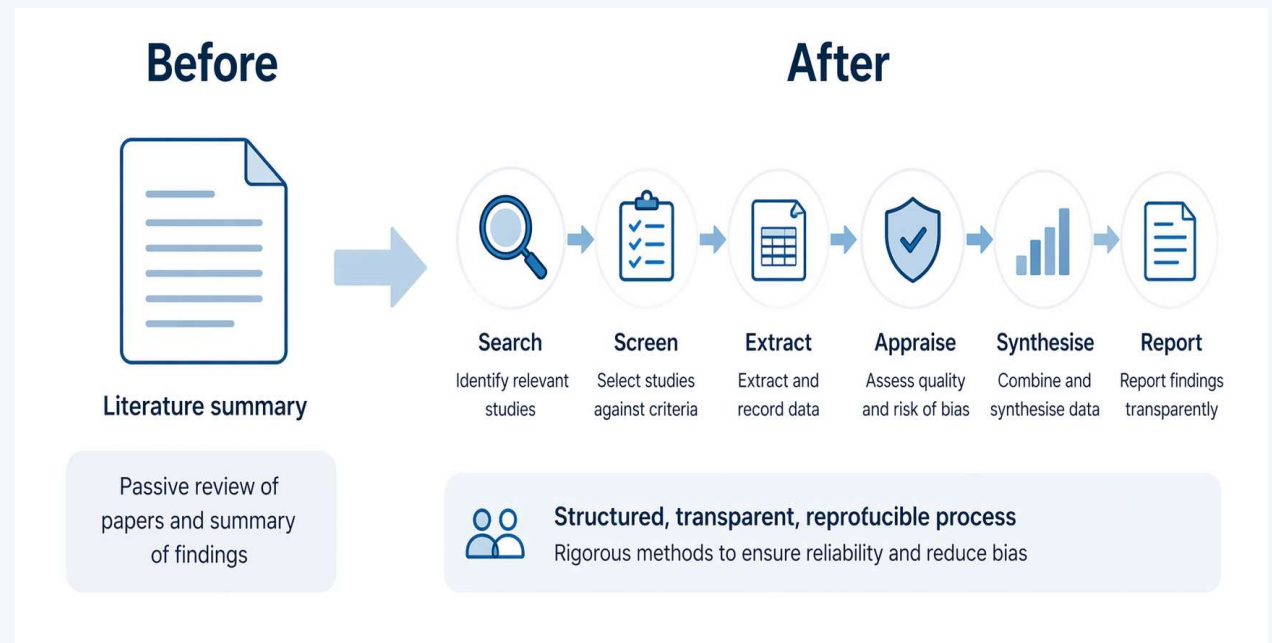 Before
After
Literature summary
Passive review of
papers and summary
of findings
Search
Identify relevant
studies
Screen
Select studies
against criteria
Extract
Extract and
record data
Appraise
Assess quality
and risk of bias
Synthesise
Combine and
synthesise data
Report
Report findings
transparently
Structured, transparent, reprofucible process
Rigorous methods to ensure reliability and reduce bias